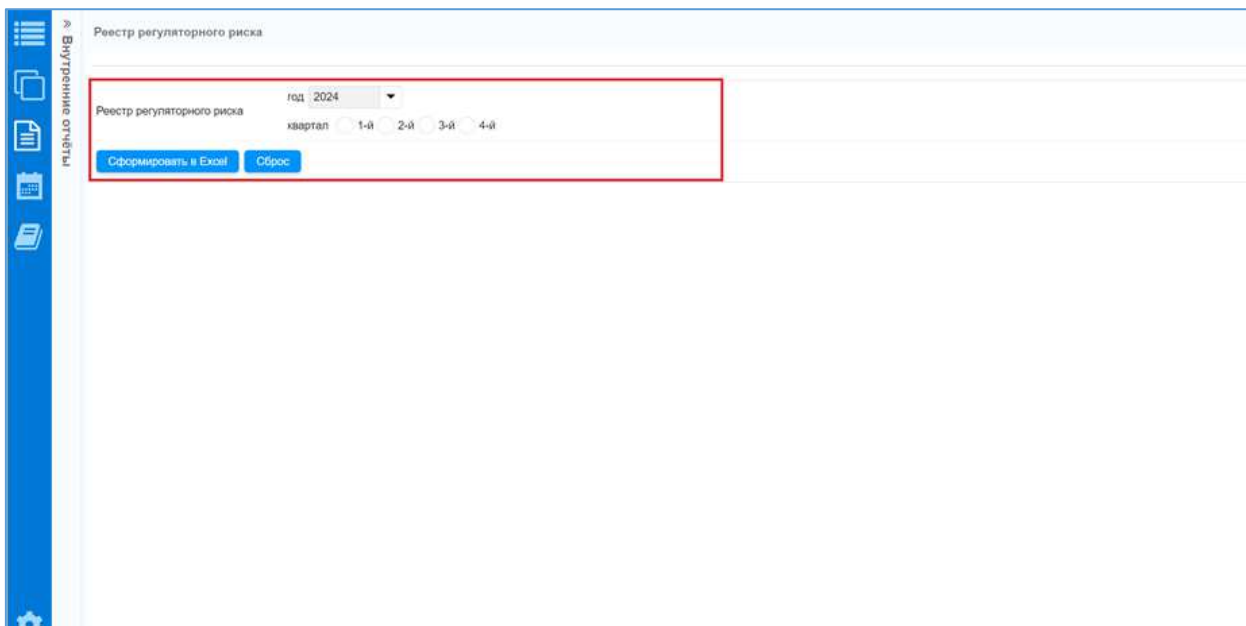 » Внутренние отчёты
Реестр регуляторного риска
год 2024
Реестр регуляторного риска
квартал 1-й 2-й 3-й 4-й
Сформировать в Excel Сброс